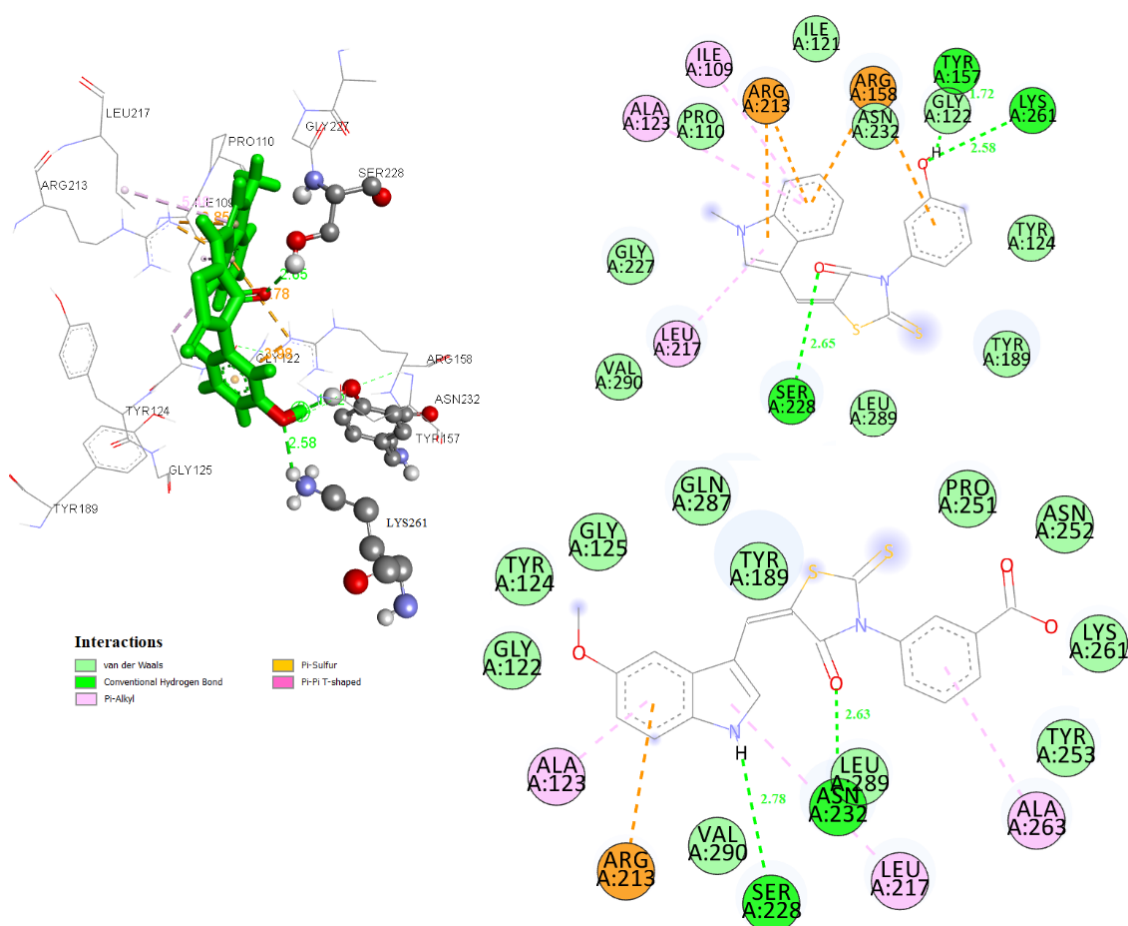 LEU217
PRO110
GLY227
SER228
ARG213
ILE109
GLY122
ARG158
ASN232
TYR124
TYR157
GLY125
TYR189
2.65
2.58
LYS261
Interactions
van der Waals
Conventional Hydrogen Bond
Pi-Alkyl
Pi-Sulfur
Pi-Pi T-shaped
ILE
A:121
ILE
A:109
ARG
A:213
ARG
A:158
TYR
A:157
1.72
GLY
A:122
LYS
A:261
ALA
A:123
PRO
A:110
ASN
A:232
2.58
H
O
N
O
N
S
S
GLY
A:227
TYR
A:124
LEU
A:217
2.65
TYR
A:189
VAL
A:290
SER
A:228
LEU
A:289
GLN
A:287
PRO
A:251
ASN
A:252
GLY
A:125
TYR
A:124
TYR
A:189
S
S
O
N
O
O
LYS
A:261
GLY
A:122
O
N
H
2.63
TYR
A:253
ALA
A:123
LEU
A:289
ASN
A:232
2.78
ALA
A:263
ARG
A:213
VAL
A:290
LEU
A:217
SER
A:228